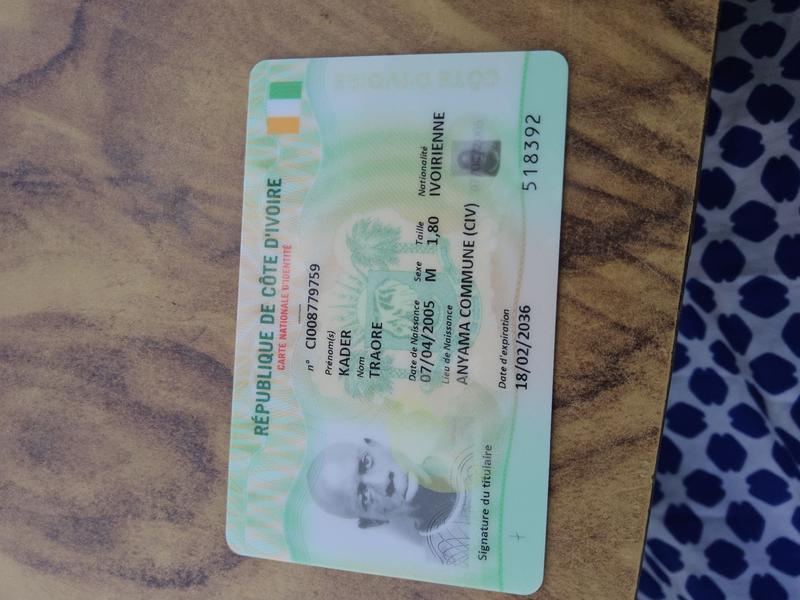 RÉPUBLIQUE DE CÔTE D'IVOIRE
CARTE NATIONALE D'IDENTITÉ
n° CI008779759
Prénom(s)
KADER
Nom
TRAORE
Date de Naissance Sexe Taille Nationalité
07/04/2005 M 1,80 IVOIRIENNE
Lieu de Naissance
ANYAMA COMMUNE (CIV)
Date d'expiration
18/02/2036
518392
Signature du titulaire
CÔTE D'IVOIRE